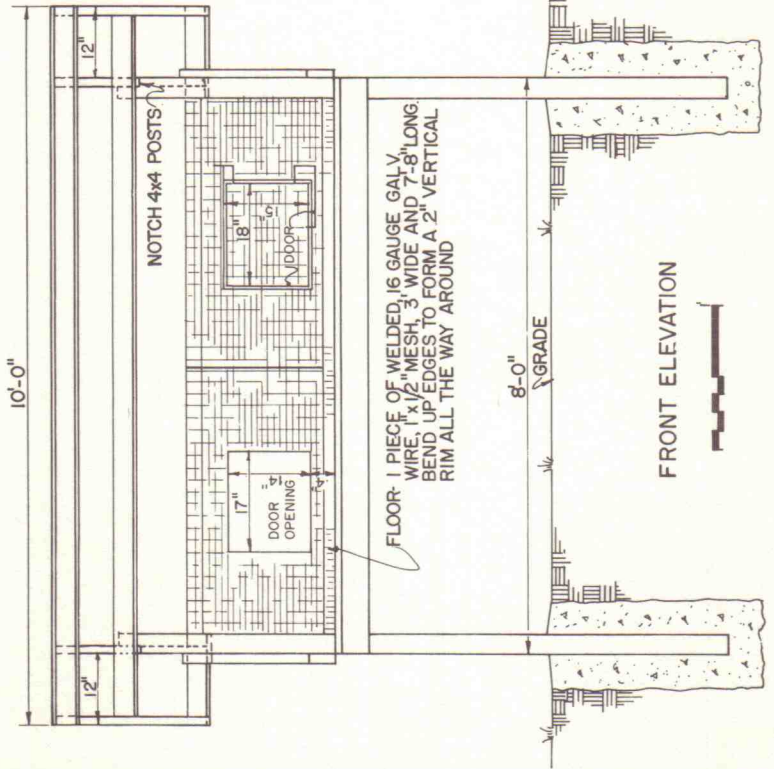 10'-0"
12"
12"
NOTCH 4x4 POSTS
17"
14"
DOOR
OPENING
4"
18"
15"
DOOR
FLOOR- 1 PIECE OF WELDED, 16 GAUGE GALV.
WIRE, 1"x1/2" MESH, 3' WIDE AND 7'-8" LONG.
BEND UP EDGES TO FORM A 2" VERTICAL
RIM ALL THE WAY AROUND
8'-0"
GRADE
FRONT ELEVATION